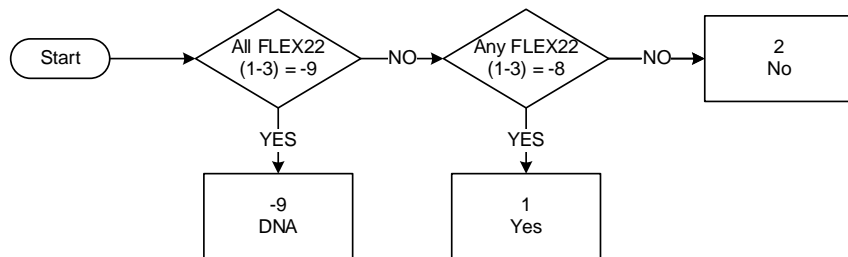 Start
All FLEX22
(1-3) = -9
NO
Any FLEX22
(1-3) = -8
NO
2
No
YES
YES
-9
DNA
1
Yes